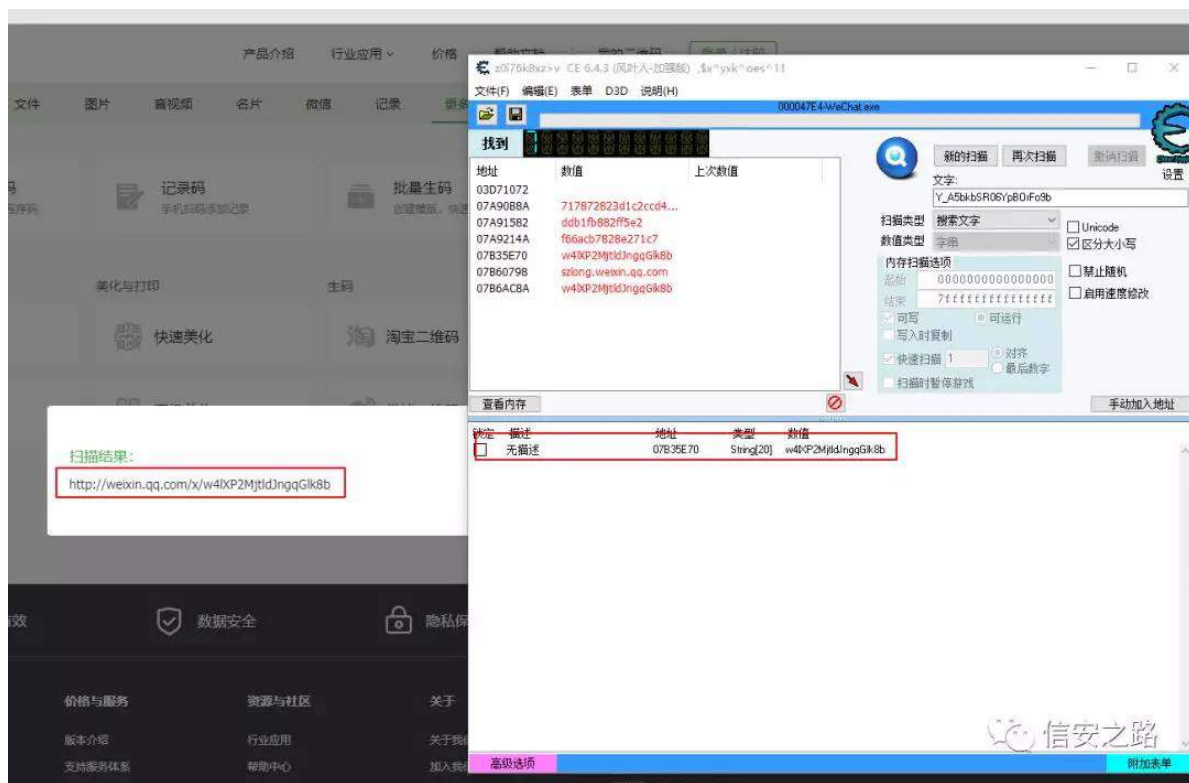 产品介绍 行业应用 价格
文件 图片 音视频 名片 微信 记录
记录码
手机扫码添加记录
批量生码
美化与打印 生码
快速美化 淘宝二维码
扫描结果:
http://weixin.qq.com/x/w4lXP2MjtldJngqGlk8b
数据安全
价格与服务 资源与社区 关于
版本介绍 行业应用
支持服务体系 帮助中心
CE 6.4.3
文件(F) 编辑(E) 表单 D3D 说明(H)
000047E4-WeChat.exe
找到
地址 数值 上次数值
03D71072
07A90B8A 717872823d1c2ccd4...
07A91582 ddb1fb882ff5e2
07A9214A f66acb7828e271c7
07B35E70 w4lXP2MjtldJngqGlk8b
07B60798 szlong.weixin.qq.com
07B6AC8A w4lXP2MjtldJngqGlk8b
新的扫描 再次扫描 撤消扫描
设置
文字:
Y_A5bkbSR06YpBOrFo9b
扫描类型 搜索文字
数值类型 字串
Unicode
区分大小写
内存扫描选项
起始 0000000000000000
结束 7fffffffffffffff
可写 可运行
写入时复制
快速扫描 1 对齐
最后数字
扫描时暂停游戏
禁止随机
启用速度修改
查看内存 手动加入地址
锁定 描述 地址 类型 数值
无描述 07B35E70 String[20] w4lXP2MjtldJngqGlk8b
信安之路
高级选项 附加表单